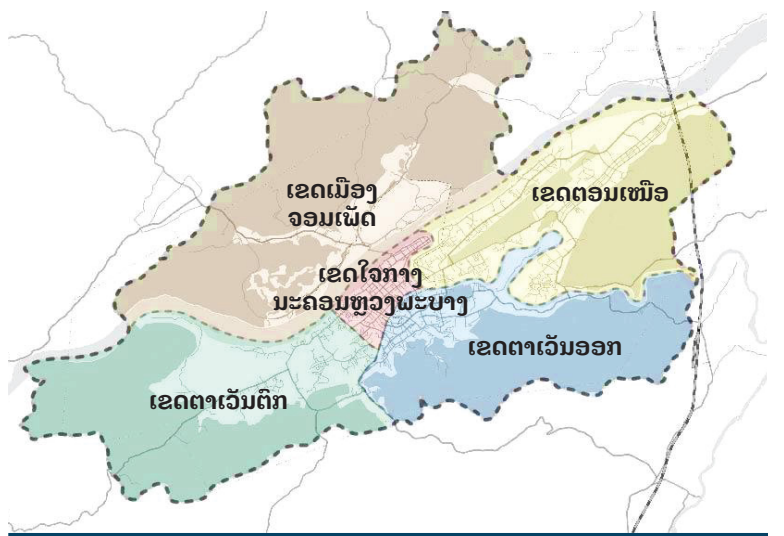 ເຂດເມືອງ
ຈອມເພັດ
ເຂດຕອນເໜືອ
ເຂດໃຈກາງ
ນະຄອນຫຼວງພະບາງ
ເຂດຕາເວັນອອກ
ເຂດຕາເວັນຕົກ